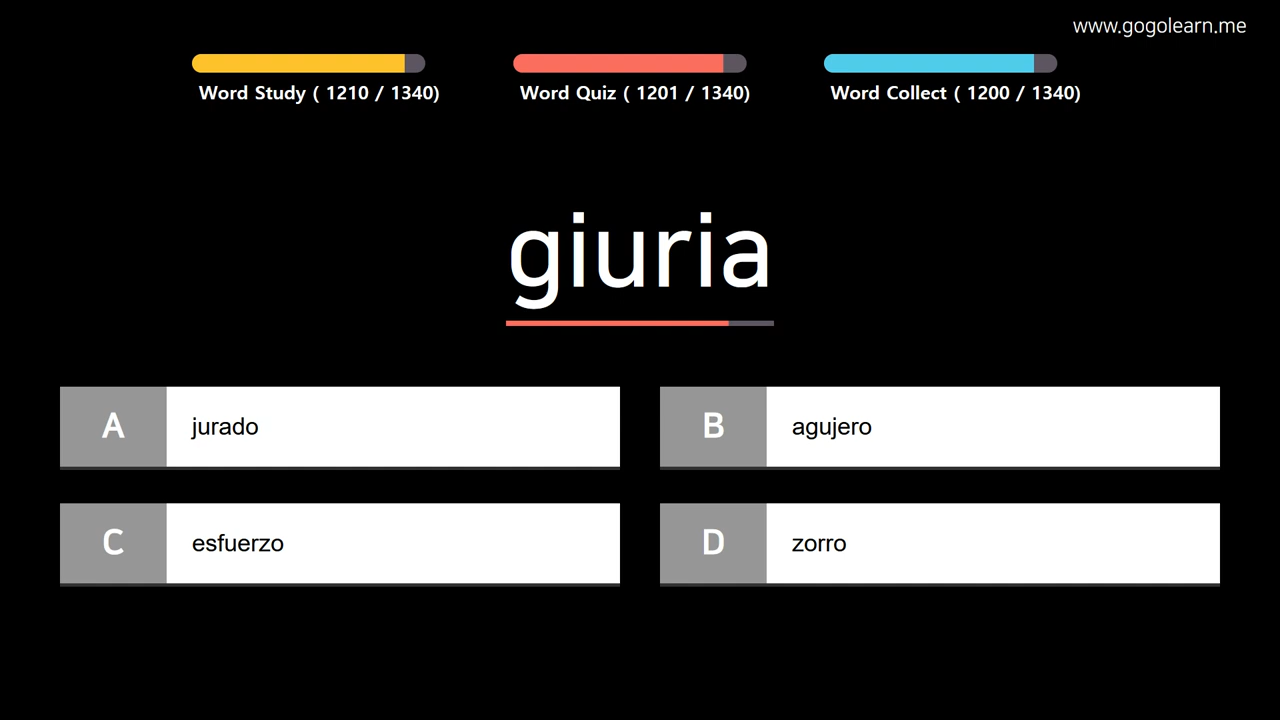 www.gogolearn.me
Word Study ( 1210 / 1340)
Word Quiz ( 1201 / 1340)
Word Collect ( 1200 / 1340)
giuria
A jurado
B agujero
C esfuerzo
D zorro